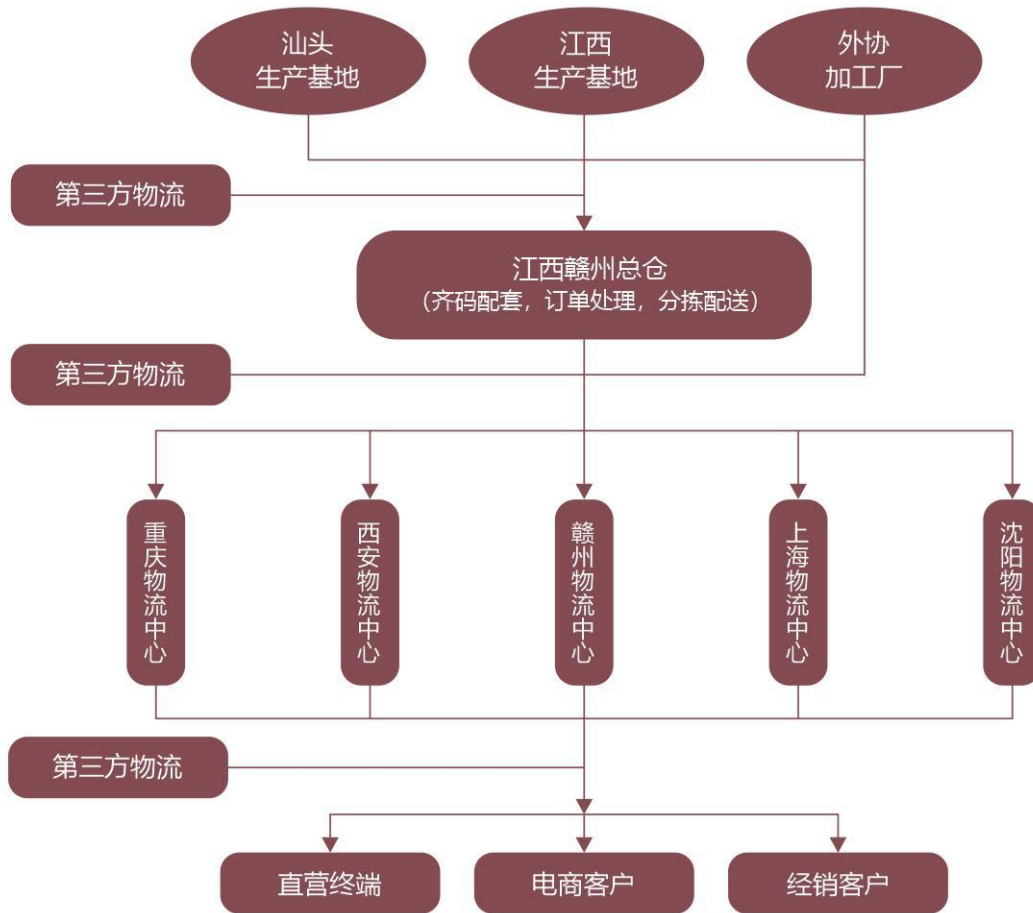 汕头
生产基地
江西
生产基地
外协
加工厂
第三方物流
江西赣州总仓
（齐码配套，订单处理，分拣配送）
第三方物流
重庆物流中心
西安物流中心
赣州物流中心
上海物流中心
沈阳物流中心
第三方物流
直营终端
电商客户
经销客户